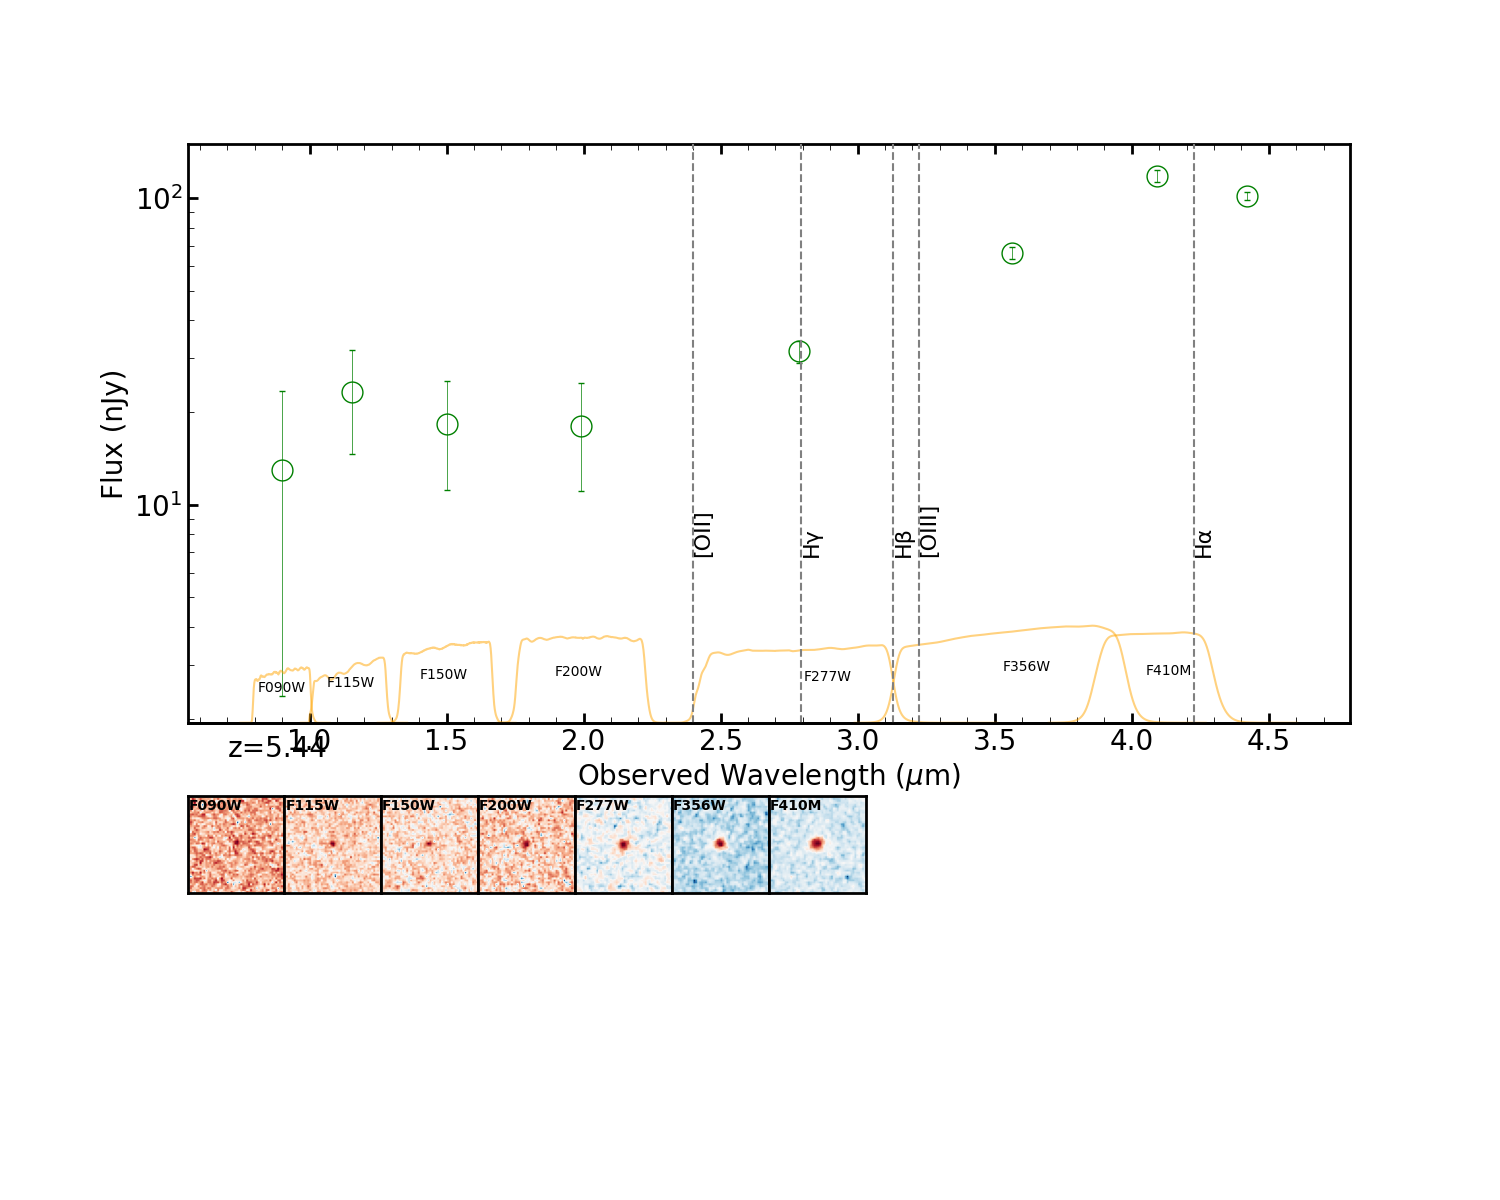 10²
10¹
Flux (nJy)
[OII]
Hγ
Hβ
[OIII]
Hα
F090W
F115W
F150W
F200W
F277W
F356W
F410M
1.0 1.5 2.0 2.5 3.0 3.5 4.0 4.5
z=5.44
Observed Wavelength (μm)
F090W F115W F150W F200W F277W F356W F410M